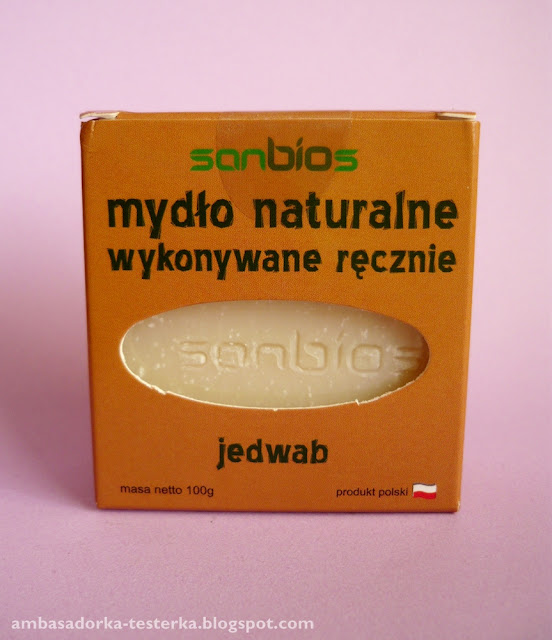 sanbios
mydło naturalne
wykonywane ręcznie
sanbios
jedwab
masa netto 100g
produkt polski
ambasadorka-testerka.blogspot.com